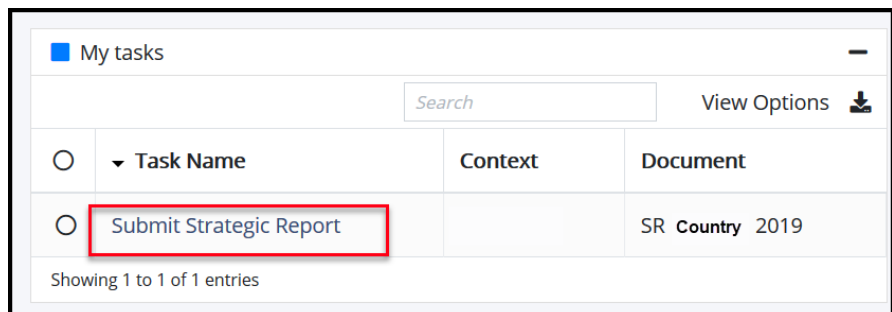 My tasks
Search View Options
Task Name Context Document
Submit Strategic Report SR Country 2019
Showing 1 to 1 of 1 entries